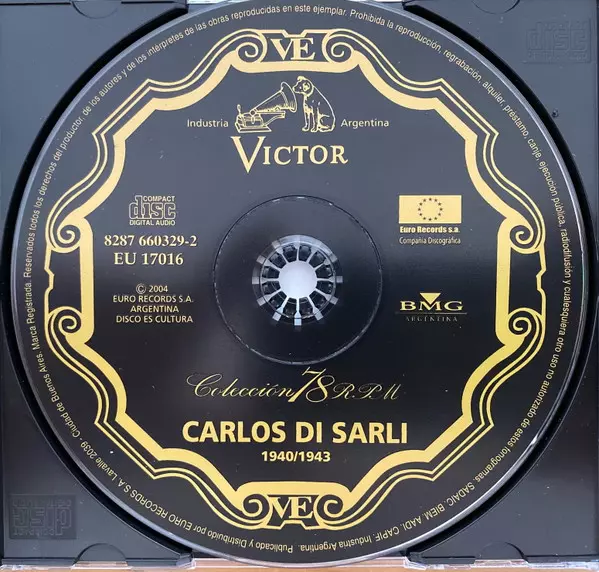 Reservados todos los derechos del productor, de los autores y de los intérpretes de las obras reproducidas en este ejemplar. Prohibida la reproducción, regrabación, alquiler, préstamo, canje, ejecución pública, radiodifusión y cualesquiera otro uso no autorizado de estos fonogramas. SADAIC. BIEM. AADI. CAPIF. Industria Argentina. Publicado y Distribuido por EURO RECORDS S.A. Lavalle 2039 - Ciudad de Buenos Aires. Marca Registrada.
VE
Industria Argentina
VICTOR
COMPACT
disc
DIGITAL AUDIO
8287 660329-2
EU 17016
© 2004
EURO RECORDS S.A.
ARGENTINA
DISCO ES CULTURA
Euro Records s.a.
Compañía Discográfica
BMG
ARGENTINA
Colección 78 R.P.M
CARLOS DI SARLI
1940/1943
VE